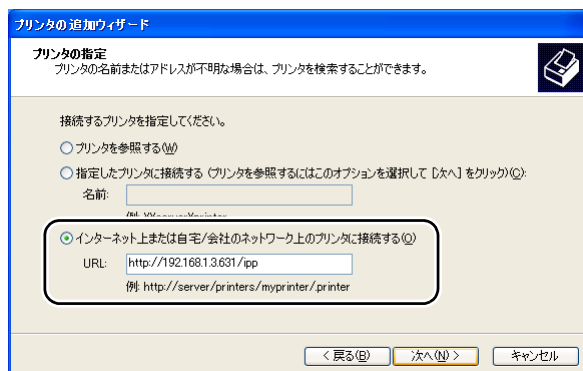 プリンタの追加ウィザード
プリンタの指定
プリンタの名前またはアドレスが不明な場合は、プリンタを検索することができます。
接続するプリンタを指定してください。
プリンタを参照する(W)
指定したプリンタに接続する (プリンタを参照するにはこのオプションを選択して [次へ] をクリック)(C):
名前:
インターネット上または自宅/会社のネットワーク上のプリンタに接続する(O)
URL: http://192.168.1.3.631/ipp
例: http://server/printers/myprinter/.printer
< 戻る(B) 次へ(N) > キャンセル